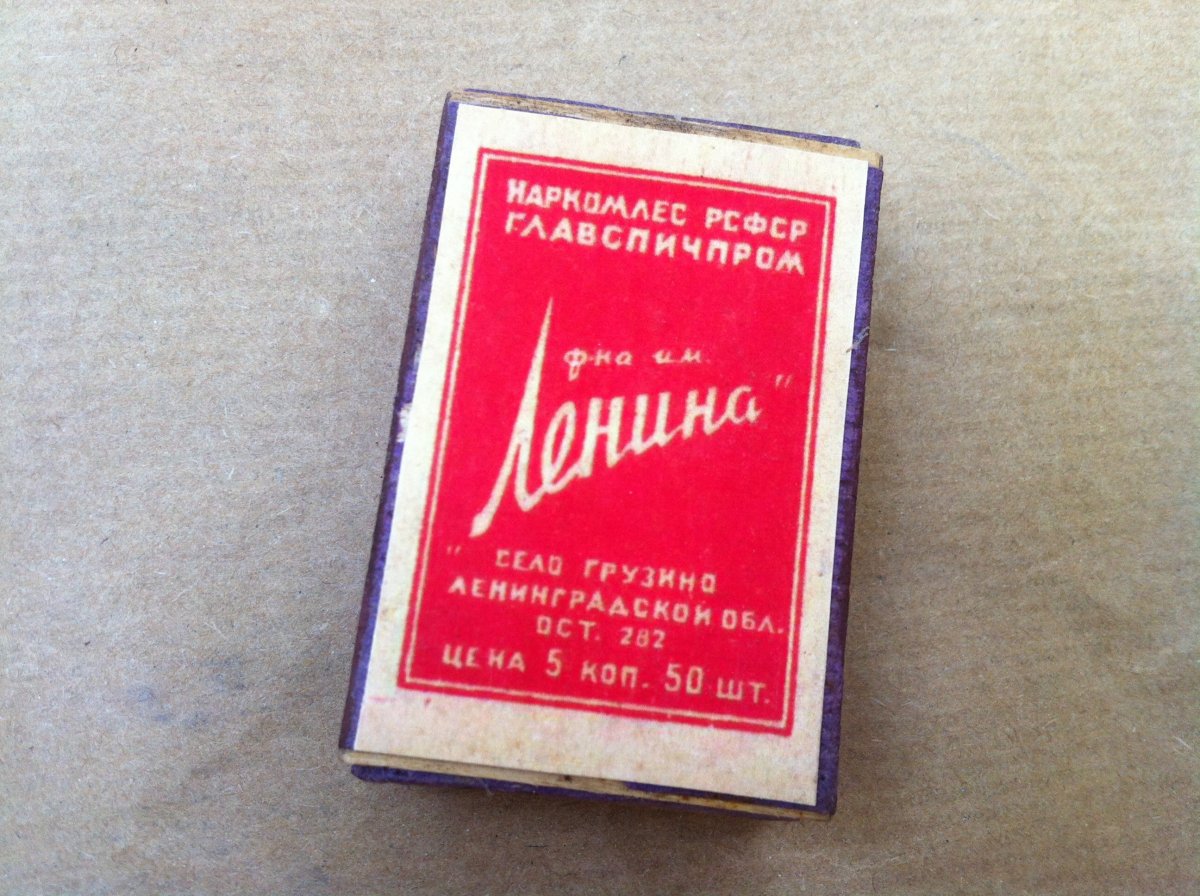 НАРКОМЛЕС РСФСР
ГЛАВСПИЧПРОМ
ф-ка им.
Ленина"
" СЕЛО ГРУЗИНО
ЛЕНИНГРАДСКОЙ ОБЛ.
ОСТ. 282
ЦЕНА 5 КОП. 50 ШТ.